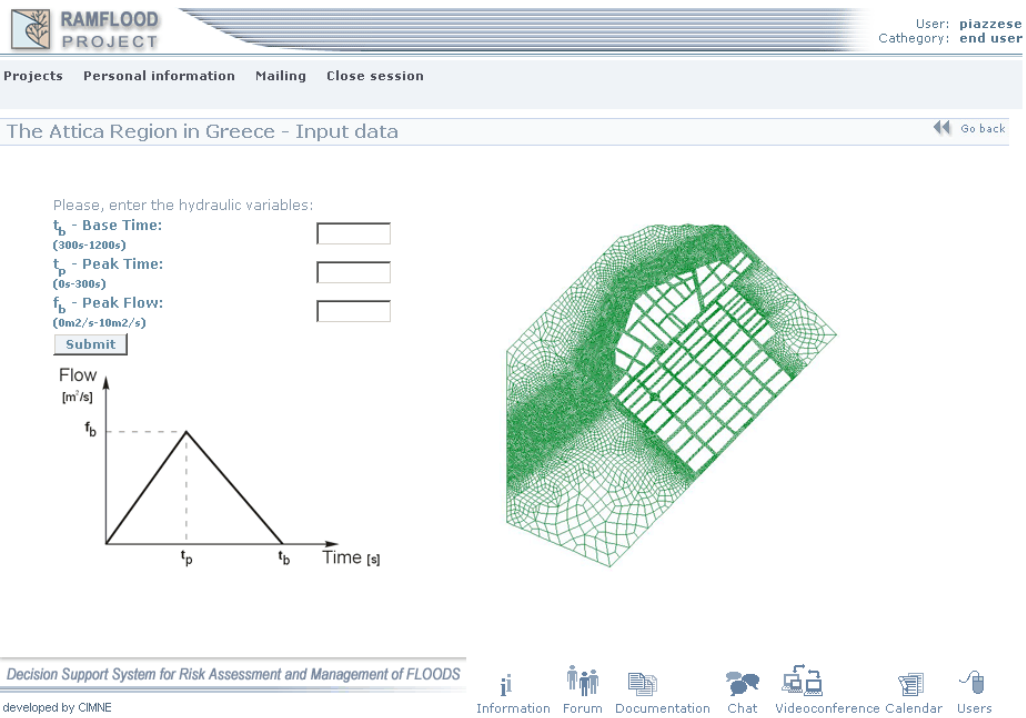 RAMFLOOD
PROJECT
User: piazzese
Cathegory: end user
Projects Personal information Mailing Close session
The Attica Region in Greece - Input data
Go back
Please, enter the hydraulic variables:
tb - Base Time:
(300s-1200s)
tp - Peak Time:
(0s-300s)
fb - Peak Flow:
(0m2/s-10m2/s)
Submit
Flow
[m²/s]
fb
tp tb Time [s]
Decision Support System for Risk Assessment and Management of FLOODS
developed by CIMNE
Information Forum Documentation Chat Videoconference Calendar Users